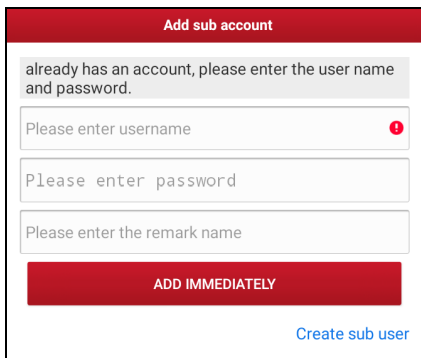 Add sub account
already has an account, please enter the user name
and password.
Please enter username
Please enter password
Please enter the remark name
ADD IMMEDIATELY
Create sub user